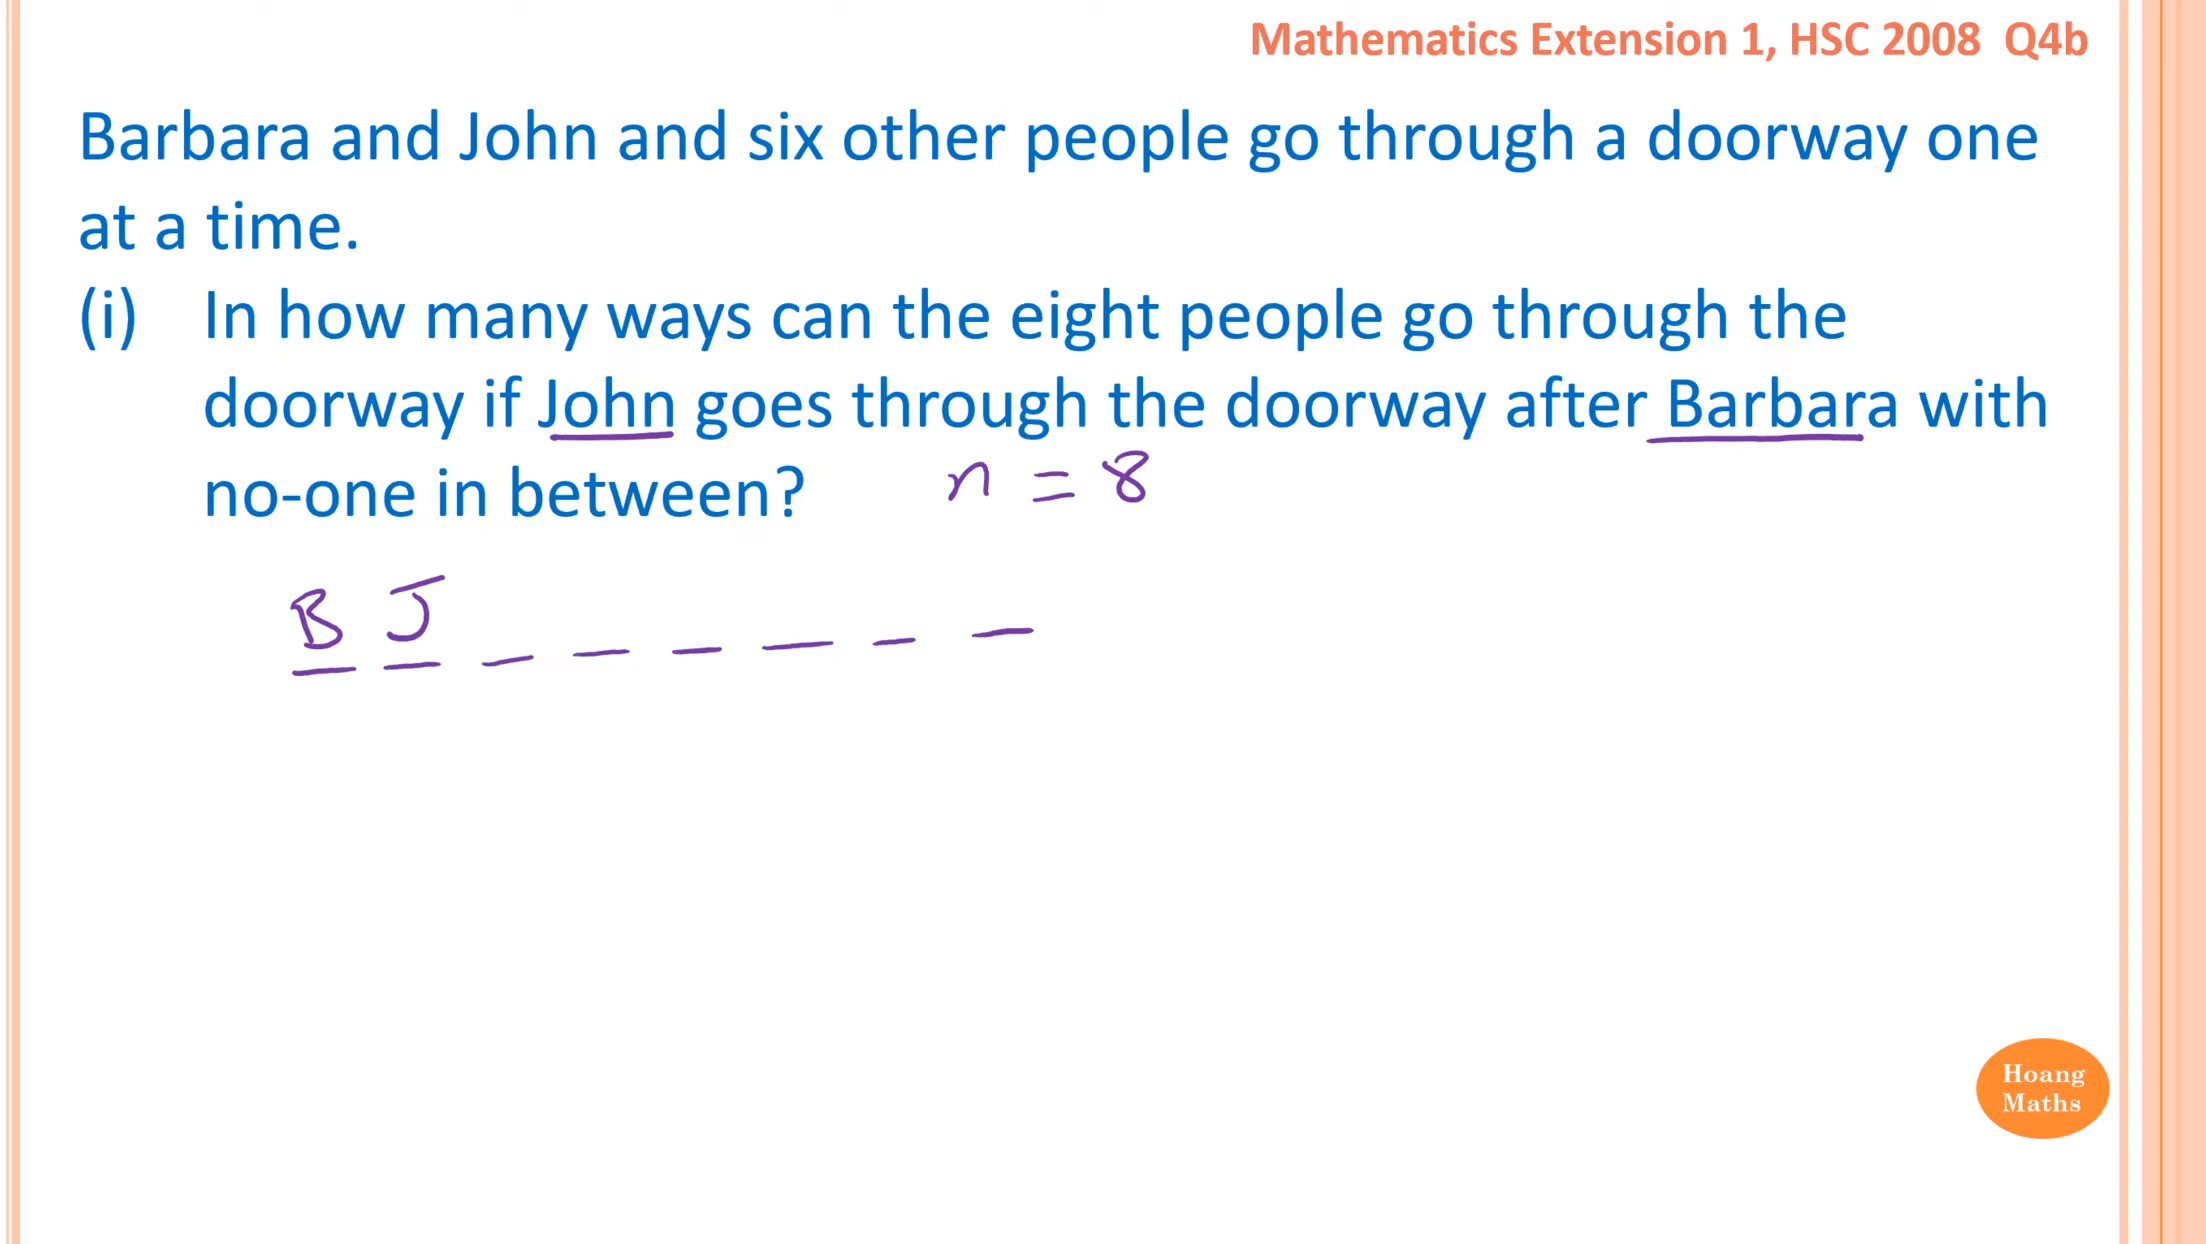 Mathematics Extension 1, HSC 2008 Q4b
Barbara and John and six other people go through a doorway one
at a time.
(i) In how many ways can the eight people go through the
doorway if John goes through the doorway after Barbara with
no-one in between?
n = 8
B J
Hoang
Maths